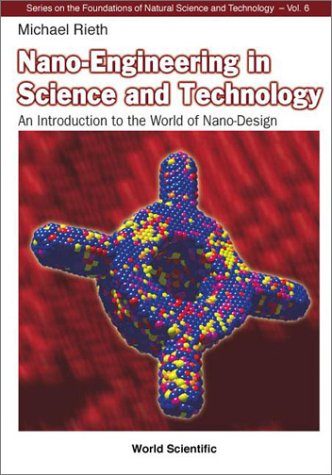 Series on the Foundations of Natural Science and Technology – Vol. 6
Michael Rieth
Nano-Engineering in
Science and Technology
An Introduction to the World of Nano-Design
World Scientific